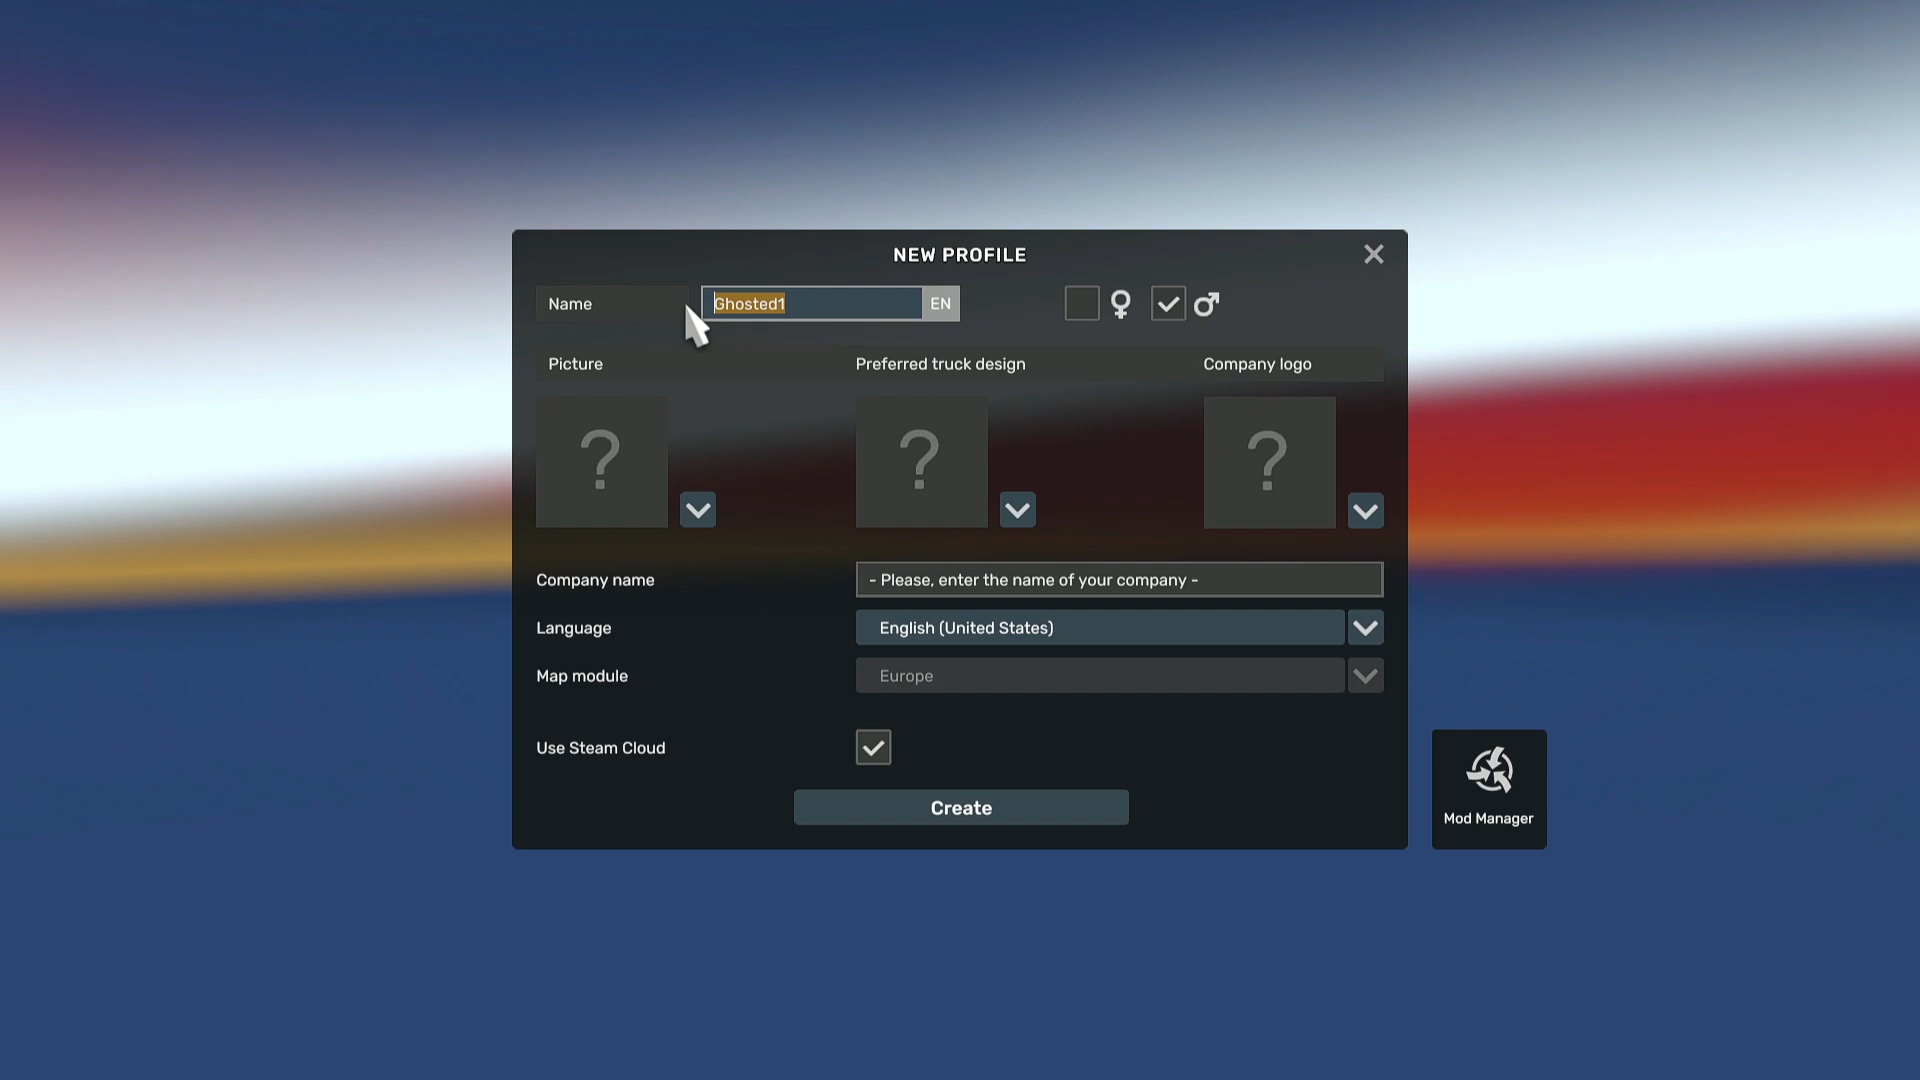 NEW PROFILE
Name
Ghosted1
EN
Picture
Preferred truck design
Company logo
?
?
?
Company name
- Please, enter the name of your company -
Language
English (United States)
Map module
Europe
Use Steam Cloud
Create
Mod Manager